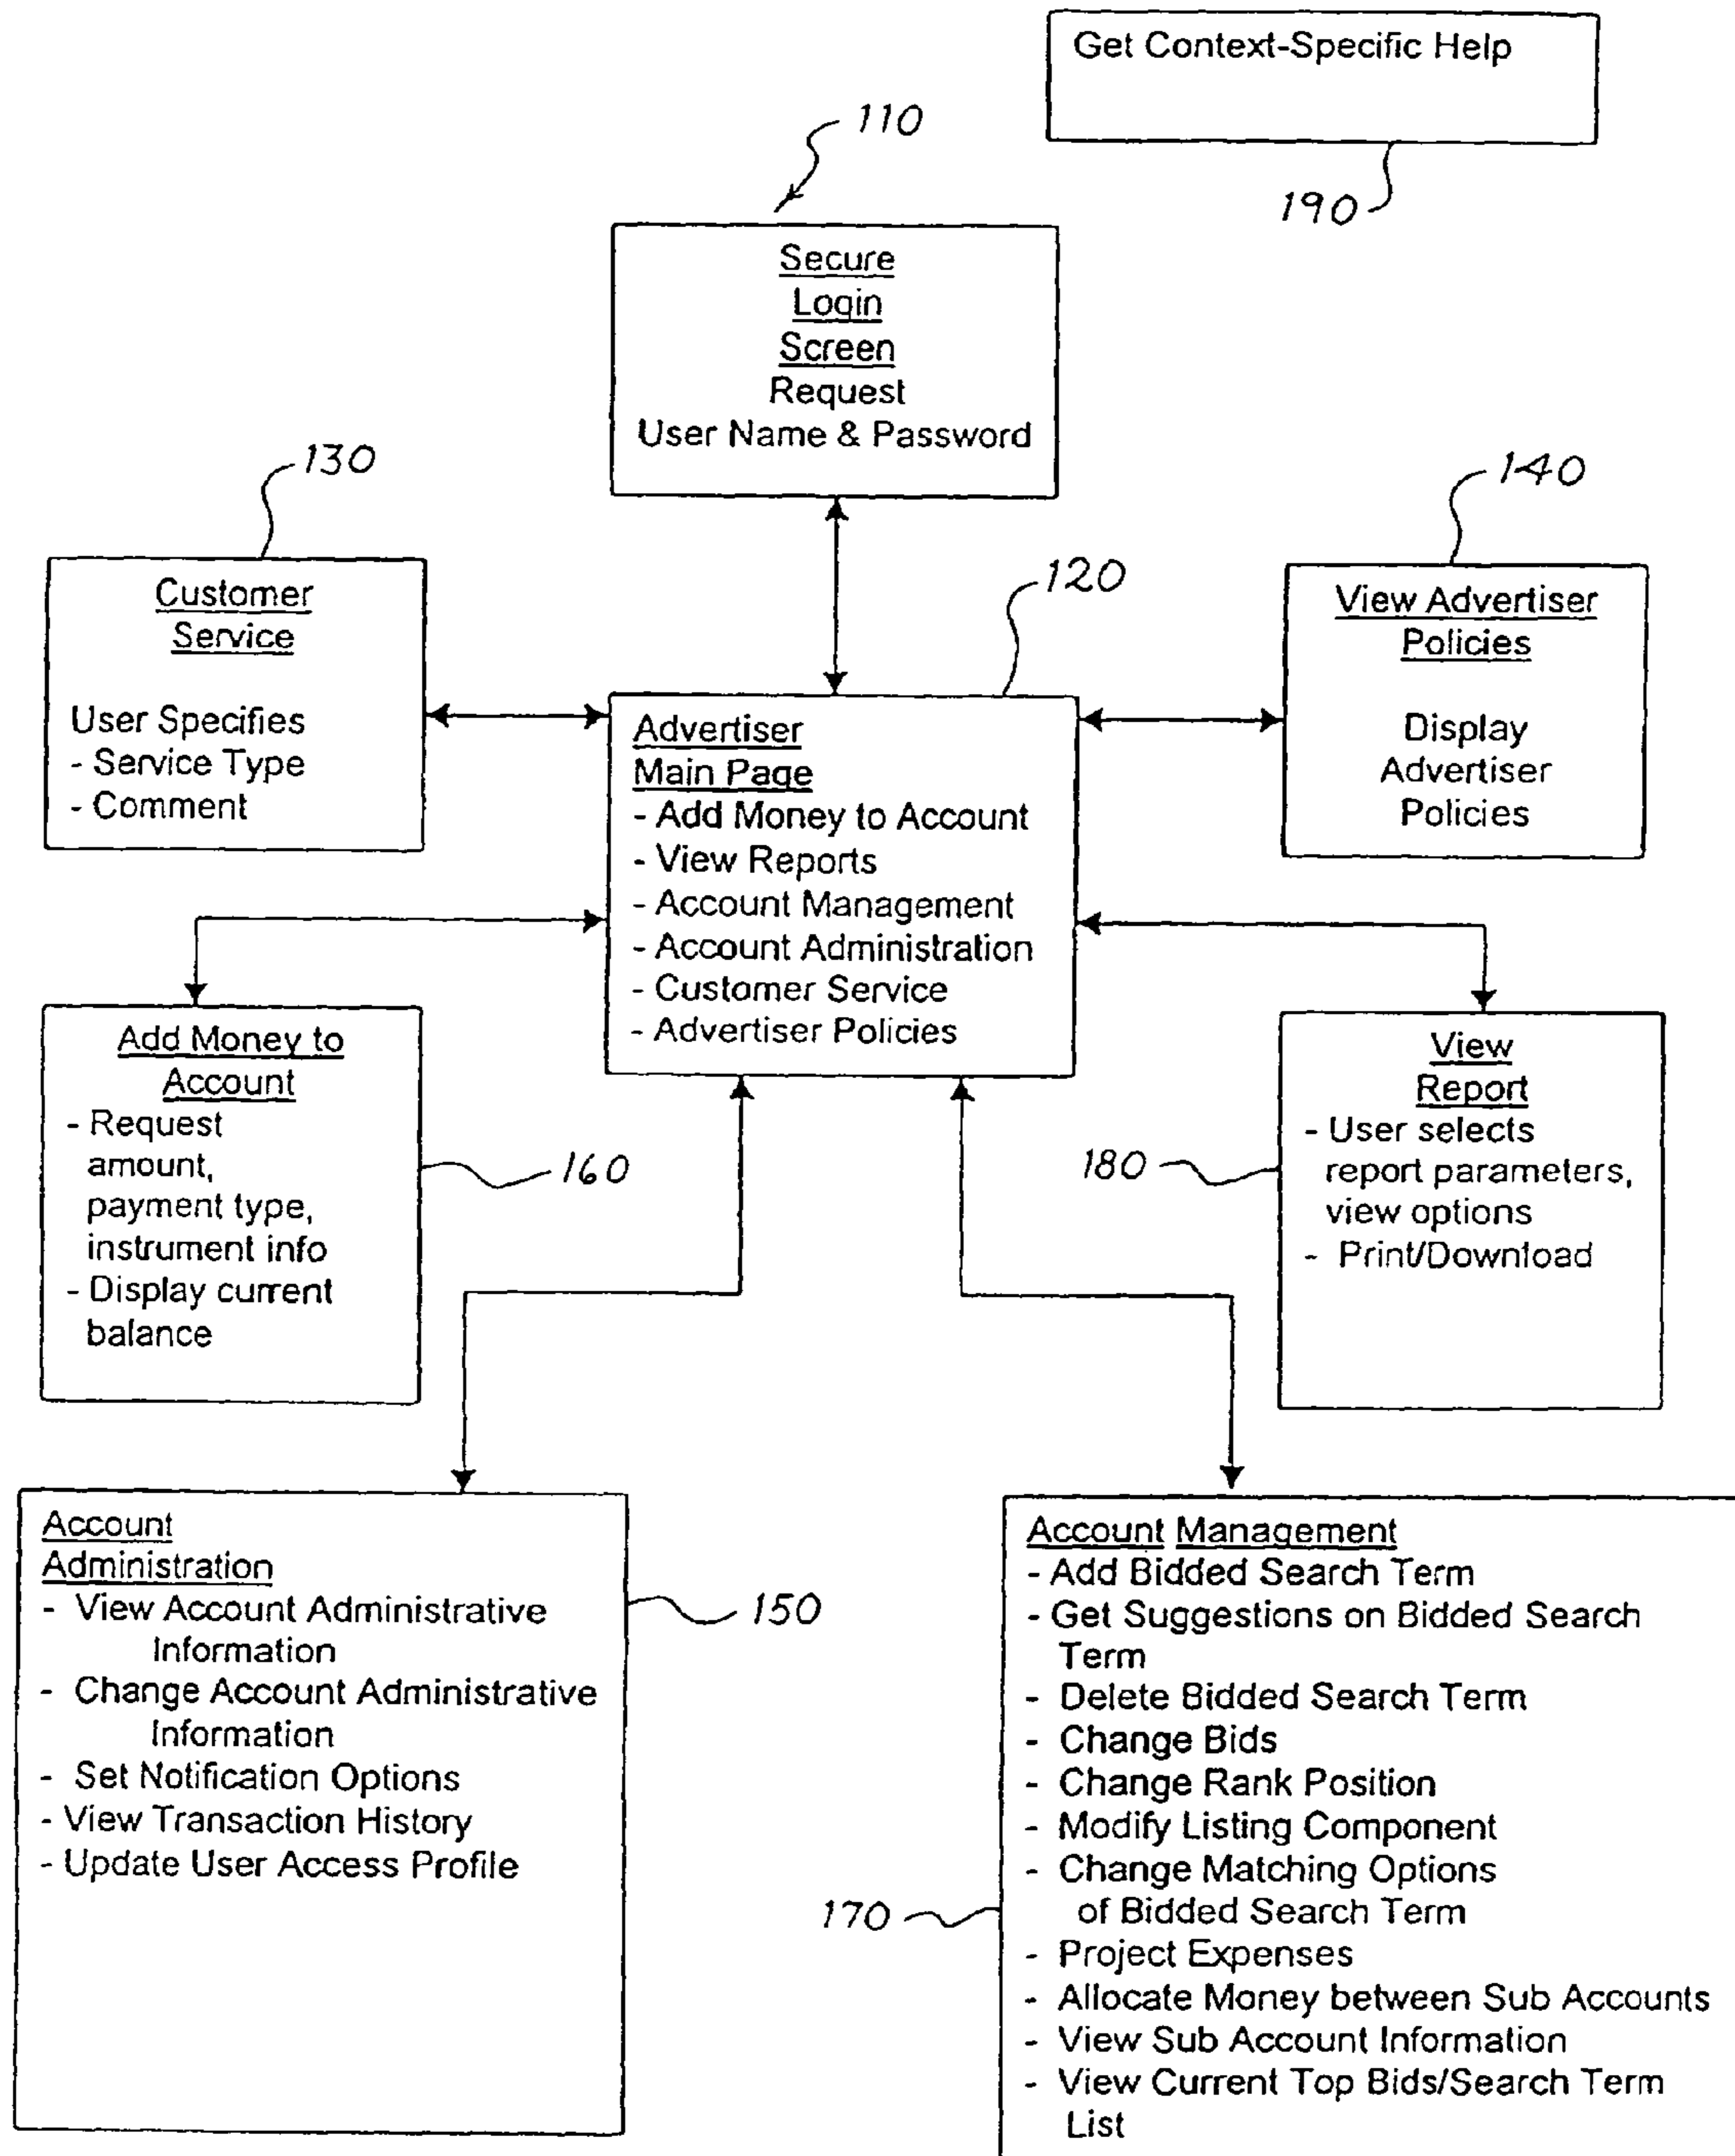 Get Context-Specific Help
190
110
Secure
Login
Screen
Request
User Name & Password
130
Customer
Service
User Specifies
- Service Type
- Comment
120
Advertiser
Main Page
- Add Money to Account
- View Reports
- Account Management
- Account Administration
- Customer Service
- Advertiser Policies
140
View Advertiser
Policies
Display
Advertiser
Policies
Add Money to
Account
- Request
amount,
payment type,
instrument info
- Display current
balance
160
180
View
Report
- User selects
report parameters,
view options
- Print/Download
Account
Administration
- View Account Administrative
Information
- Change Account Administrative
Information
- Set Notification Options
- View Transaction History
- Update User Access Profile
150
Account Management
- Add Bidded Search Term
- Get Suggestions on Bidded Search
Term
- Delete Bidded Search Term
- Change Bids
- Change Rank Position
- Modify Listing Component
- Change Matching Options
of Bidded Search Term
- Project Expenses
- Allocate Money between Sub Accounts
- View Sub Account Information
- View Current Top Bids/Search Term
List
170